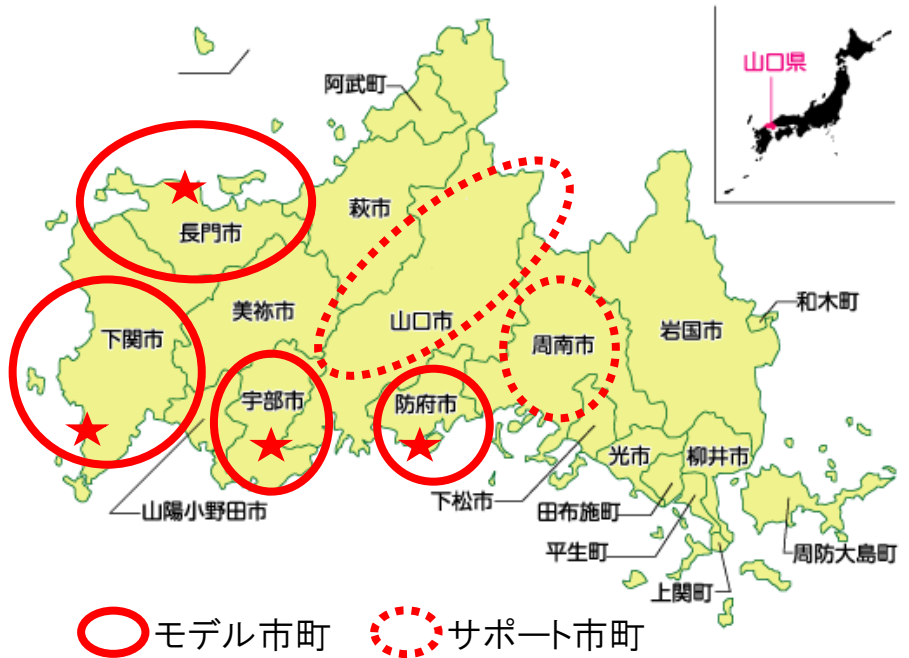 山口県
阿武町
萩市
長門市
和木町
美祢市
山口市
岩国市
下関市
周南市
宇部市
防府市
光市
柳井市
下松市
山陽小野田市
田布施町
平生町
周防大島町
上関町
モデル市町
サポート市町